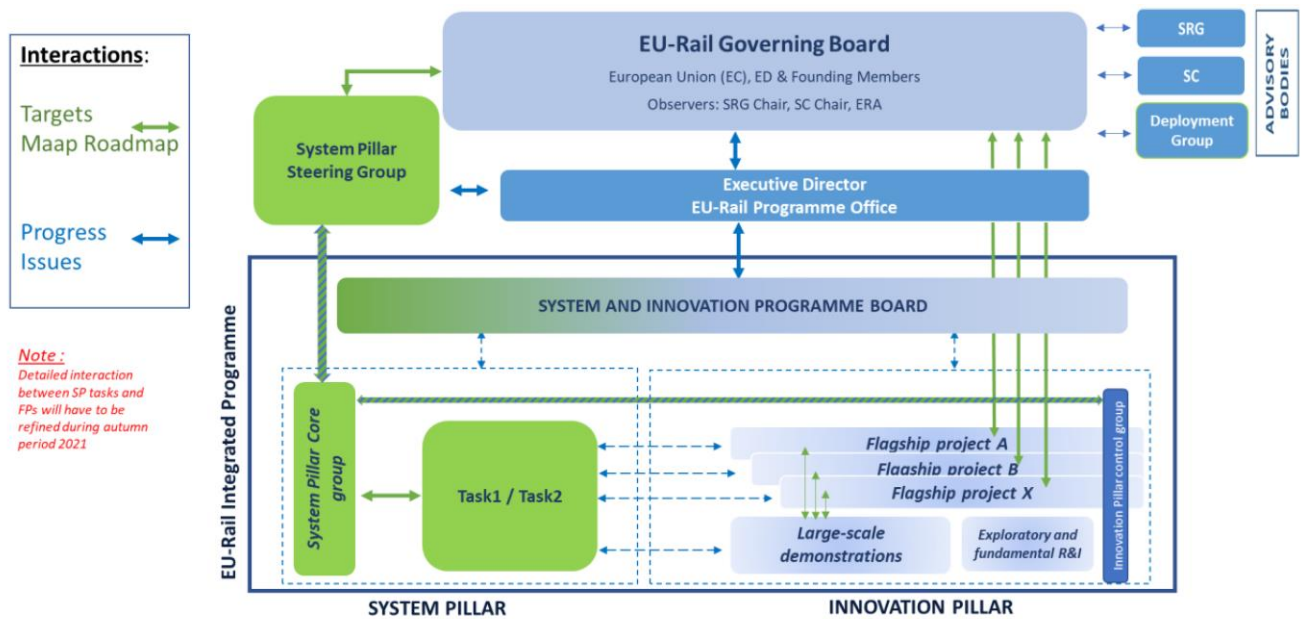 Interactions:
Targets
Maap Roadmap
Progress
Issues
Note :
Detailed interaction
between SP tasks and
FPs will have to be
refined during autumn
period 2021
EU-Rail Governing Board
European Union (EC), ED & Founding Members
Observers: SRG Chair, SC Chair, ERA
SRG
SC
Deployment
Group
ADVISORY
BODIES
System Pillar
Steering Group
Executive Director
EU-Rail Programme Office
EU-Rail Integrated Programme
SYSTEM AND INNOVATION PROGRAMME BOARD
System Pillar Core
group
Task1 / Task2
Flagship project A
Flagship project B
Flagship project X
Large-scale
demonstrations
Exploratory and
fundamental R&I
Innovation Pillar control group
SYSTEM PILLAR
INNOVATION PILLAR